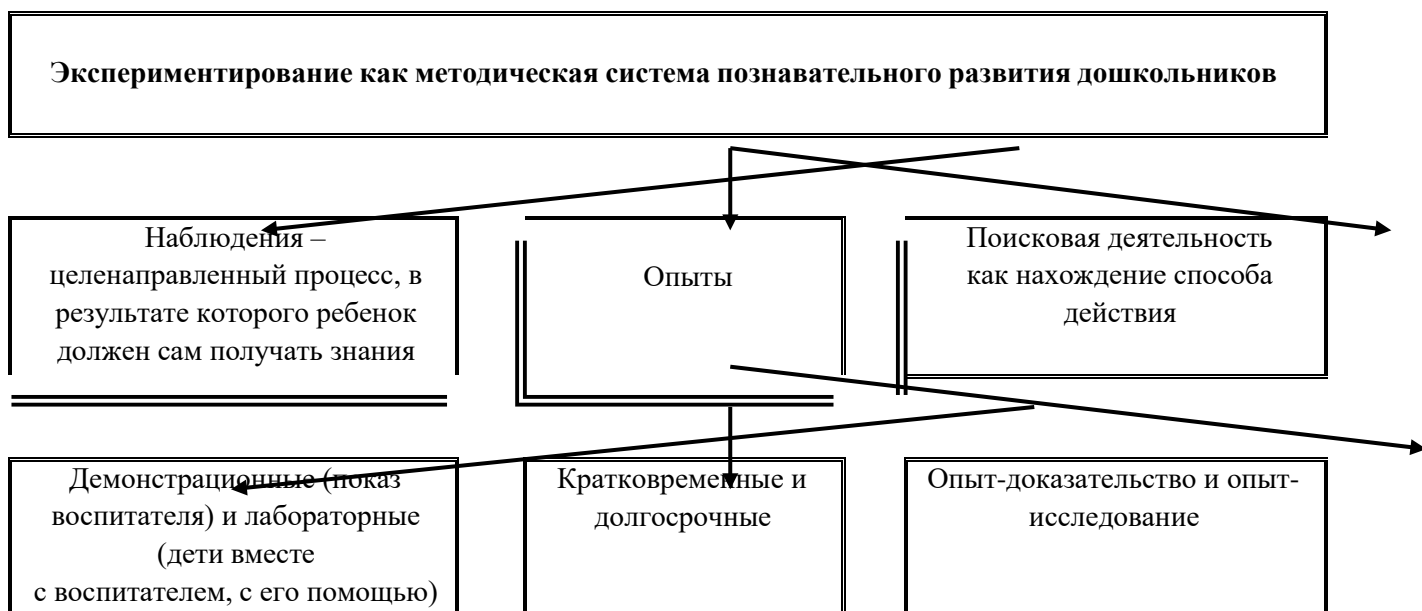 Экспериментирование как методическая система познавательного развития дошкольников
Наблюдения –
целенаправленный процесс, в
результате которого ребенок
должен сам получать знания
Опыты
Поисковая деятельность
как нахождение способа
действия
Демонстрационные (показ
воспитателя) и лабораторные
(дети вместе
с воспитателем, с его помощью)
Кратковременные и
долгосрочные
Опыт-доказательство и опыт-
исследование